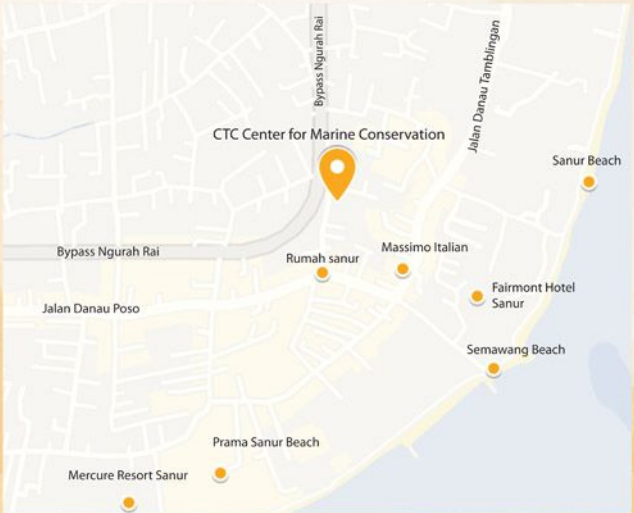 Bypass Ngurah Rai
Jalan Danau Tamblingan
CTC Center for Marine Conservation
Sanur Beach
Bypass Ngurah Rai
Massimo Italian
Rumah sanur
Fairmont Hotel
Sanur
Jalan Danau Poso
Semawang Beach
Prama Sanur Beach
Mercure Resort Sanur